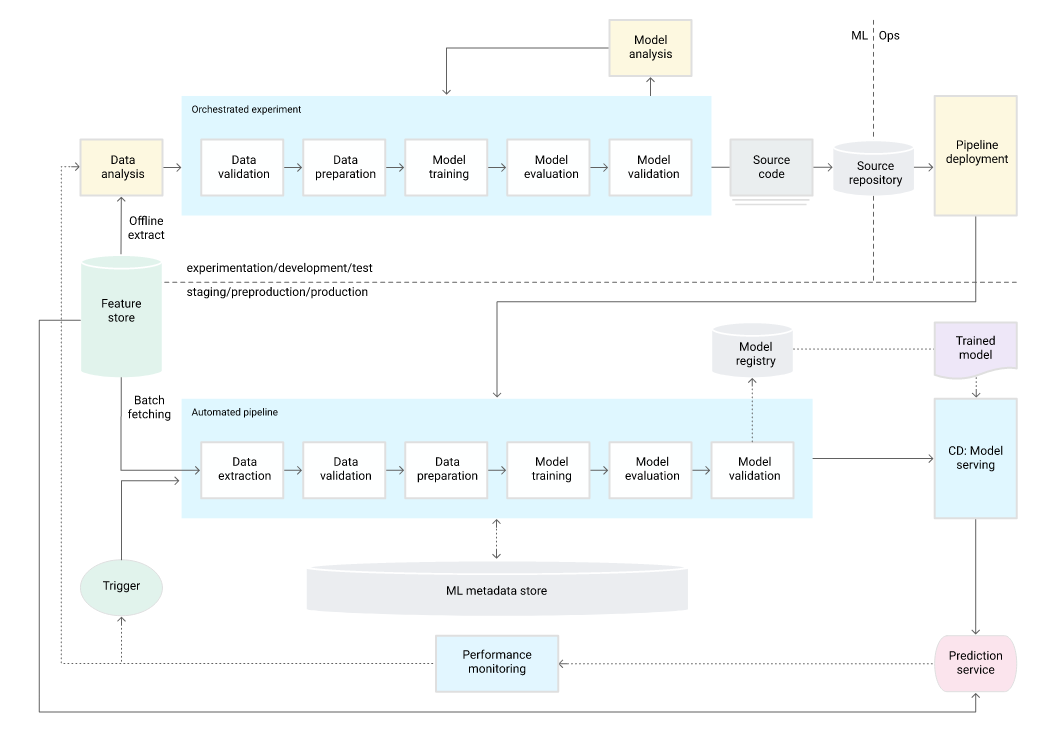 Model
analysis
ML
Ops
Orchestrated experiment
Data
analysis
Data
validation
Data
preparation
Model
training
Model
evaluation
Model
validation
Source
code
Source
repository
Pipeline
deployment
Offline
extract
Feature
store
experimentation/development/test
staging/preproduction/production
Model
registry
Trained
model
Batch
fetching
Automated pipeline
Data
extraction
Data
validation
Data
preparation
Model
training
Model
evaluation
Model
validation
CD: Model
serving
Trigger
ML metadata store
Performance
monitoring
Prediction
service